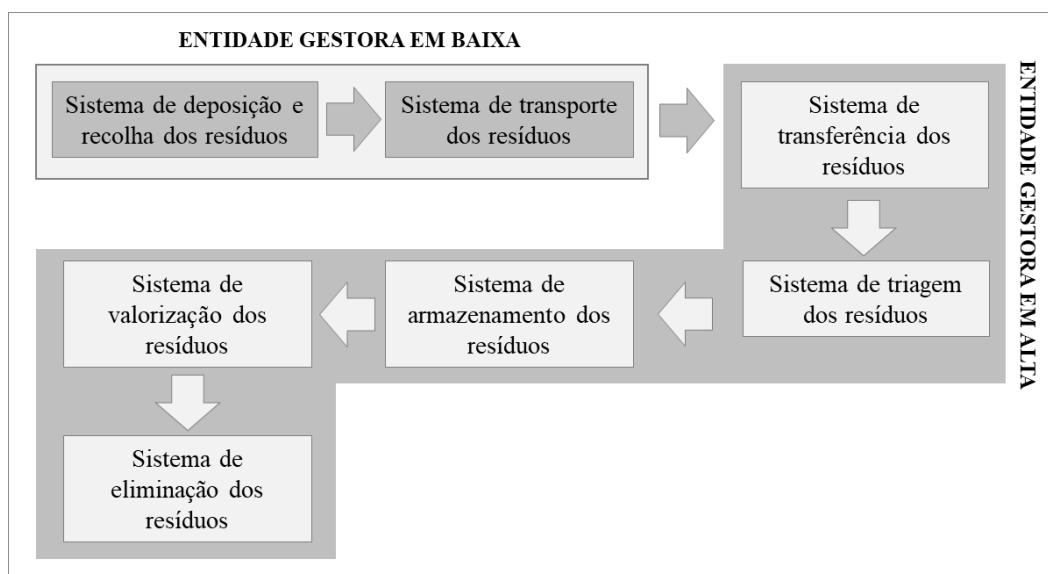 ENTIDADE GESTORA EM BAIXA
Sistema de deposição e
recolha dos resíduos
Sistema de transporte
dos resíduos
Sistema de
transferência dos
resíduos
ENTIDADE GESTORA EM ALTA
Sistema de triagem
dos resíduos
Sistema de
armazenamento dos
resíduos
Sistema de
valorização dos
resíduos
Sistema de
eliminação dos
resíduos